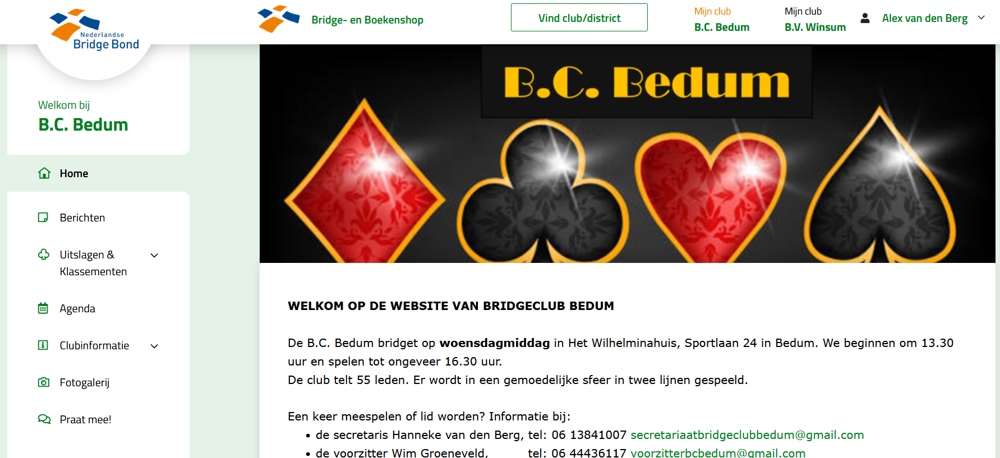 Nederlandse
Bridge Bond
Bridge- en Boekenshop
Vind club/district
Mijn club
B.C. Bedum
Mijn club
B.V. Winsum
Alex van den Berg
Welkom bij
B.C. Bedum
Home
Berichten
Uitslagen &
Klassementen
Agenda
Clubinformatie
Fotogalerij
Praat mee!
B.C. Bedum
WELKOM OP DE WEBSITE VAN BRIDGECLUB BEDUM
De B.C. Bedum bridget op woensdagmiddag in Het Wilhelminahuis, Sportlaan 24 in Bedum. We beginnen om 13.30
uur en spelen tot ongeveer 16.30 uur.
De club telt 55 leden. Er wordt in een gemoedelijke sfeer in twee lijnen gespeeld.
Een keer meespelen of lid worden? Informatie bij:
• de secretaris Hanneke van den Berg, tel: 06 13841007 secretariaatbridgeclubbedum@gmail.com
• de voorzitter Wim Groeneveld, tel: 06 44436117 voorzitterbcbedum@gmail.com